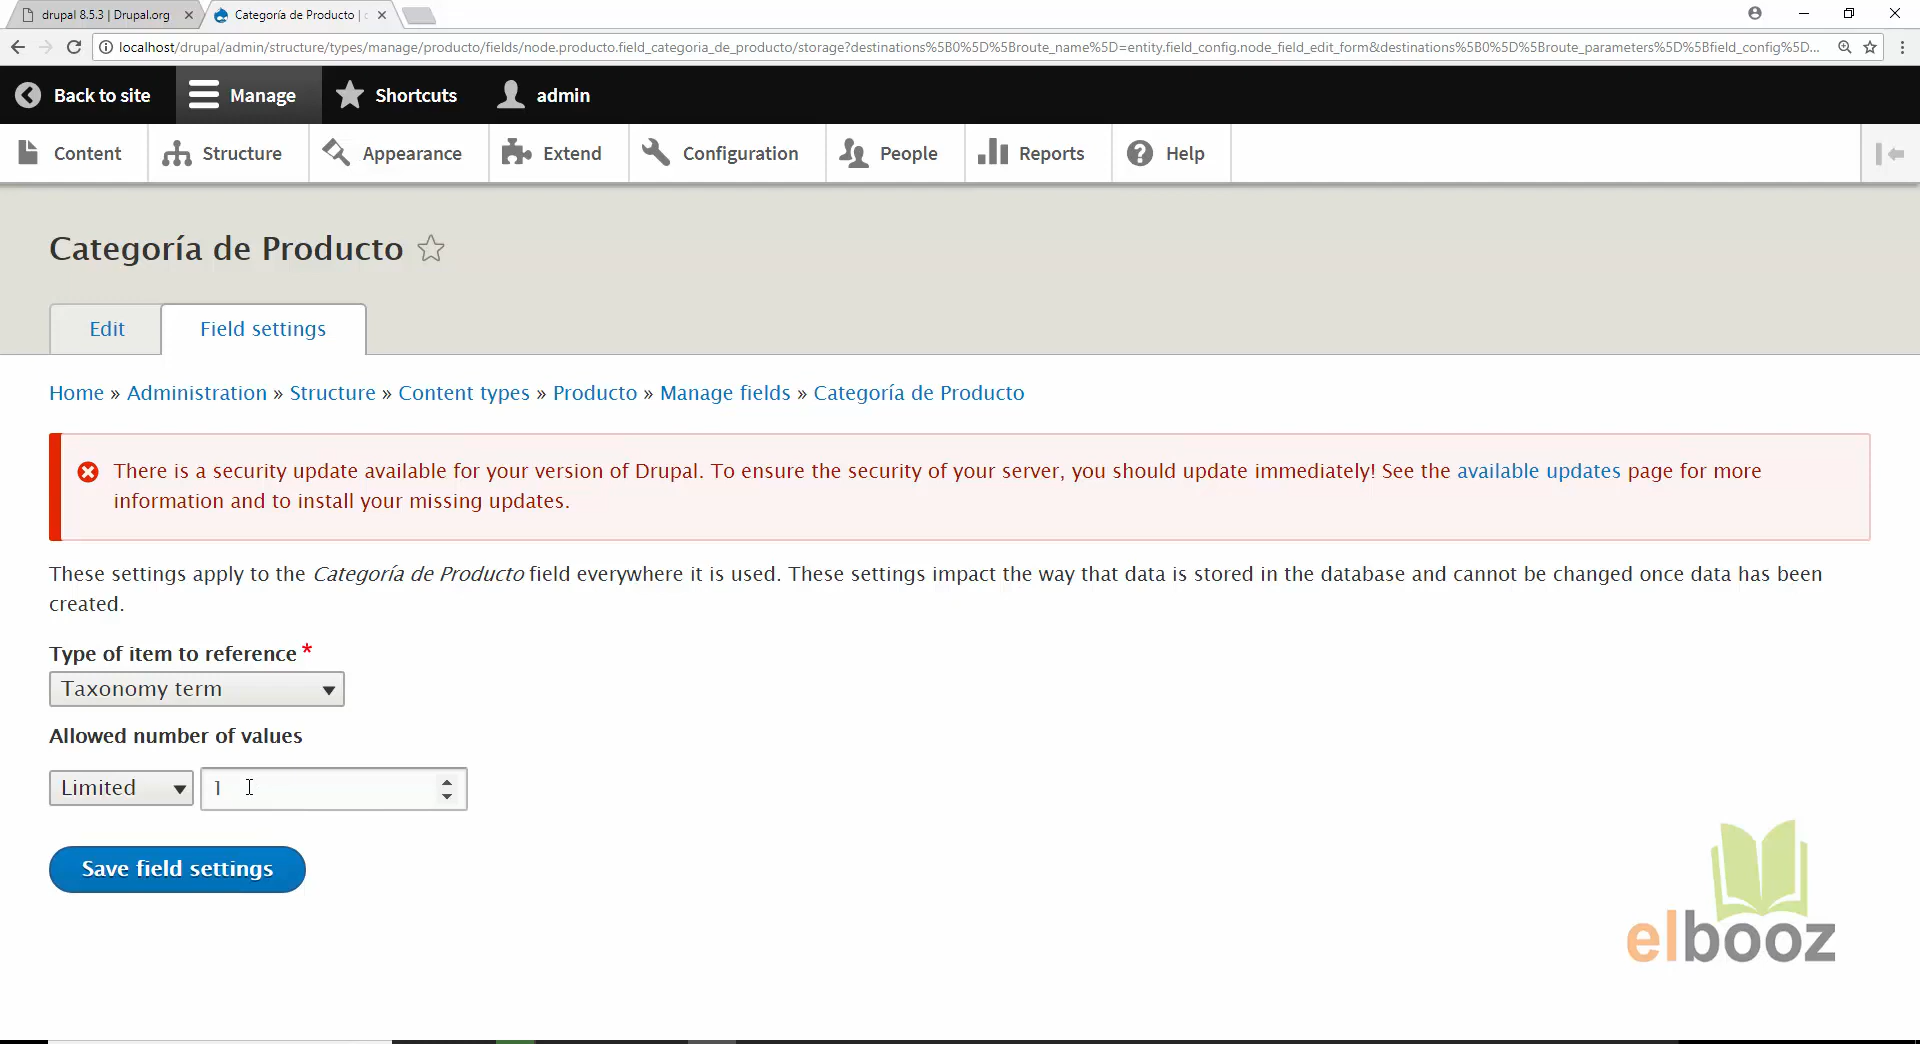 drupal 8.5.3 | Drupal.org
Categoría de Producto |
localhost/drupal/admin/structure/types/manage/producto/fields/node.producto.field_categoria_de_producto/storage?destinations%5B0%5D%5Broute_name%5D=entity.field_config.node_field_edit_form&destinations%5B0%5D%5Broute_parameters%5D%5Bfield_config%5D...
Back to site Manage Shortcuts admin
Content Structure Appearance Extend Configuration People Reports Help
Categoría de Producto
Edit Field settings
Home » Administration » Structure » Content types » Producto » Manage fields » Categoría de Producto
There is a security update available for your version of Drupal. To ensure the security of your server, you should update immediately! See the available updates page for more
information and to install your missing updates.
These settings apply to the Categoría de Producto field everywhere it is used. These settings impact the way that data is stored in the database and cannot be changed once data has been
created.
Type of item to reference *
Taxonomy term
Allowed number of values
Limited 1
Save field settings
elbooz